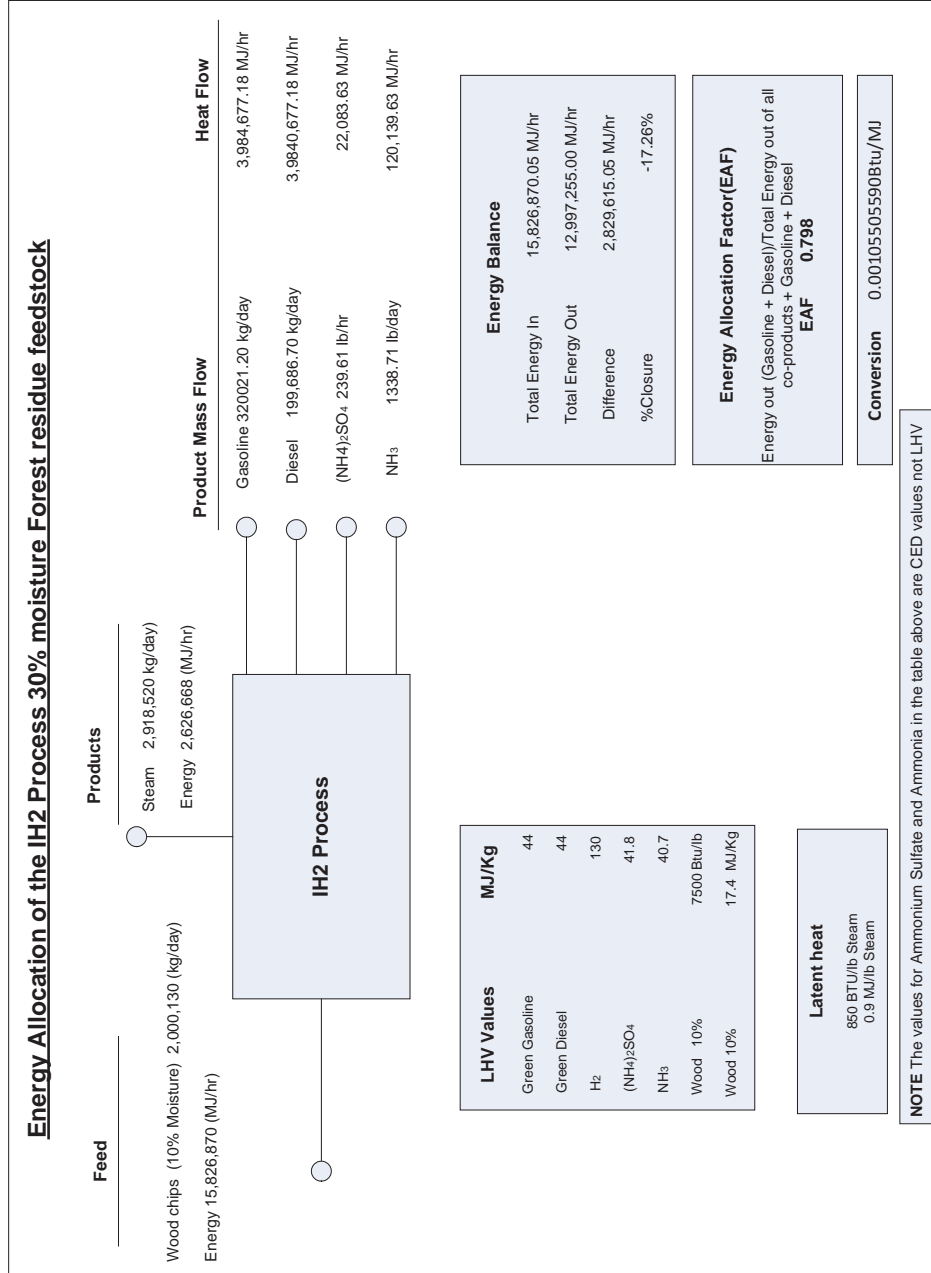 Energy Allocation of the IH2 Process 30% moisture Forest residue feedstock
Feed
Wood chips (10% Moisture) 2,000,130 (kg/day)
Energy 15,826,870 (MJ/hr)
Products
Steam 2,918,520 kg/day)
Energy 2,626,668 (MJ/hr)
IH2 Process
Product Mass Flow
Heat Flow
Gasoline 320021.20 kg/day 3,984,677.18 MJ/hr
Diesel 199,686.70 kg/day 3,9840,677.18 MJ/hr
(NH4)2SO4 239.61 lb/hr 22,083.63 MJ/hr
NH3 1338.71 lb/day 120,139.63 MJ/hr
LHV Values MJ/Kg
Green Gasoline 44
Green Diesel 44
H2 130
(NH4)2SO4 41.8
NH3 40.7
Wood 10% 7500 Btu/lb
Wood 10% 17.4 MJ/Kg
Energy Balance
Total Energy In 15,826,870.05 MJ/hr
Total Energy Out 12,997,255.00 MJ/hr
Difference 2,829,615.05 MJ/hr
%Closure -17.26%
Latent heat
850 BTU/lb Steam
0.9 MJ/lb Steam
Energy Allocation Factor(EAF)
Energy out (Gasoline + Diesel)/Total Energy out of all
co-products + Gasoline + Diesel
EAF 0.798
Conversion 0.00105505590Btu/MJ
NOTE The values for Ammonium Sulfate and Ammonia in the table above are CED values not LHV